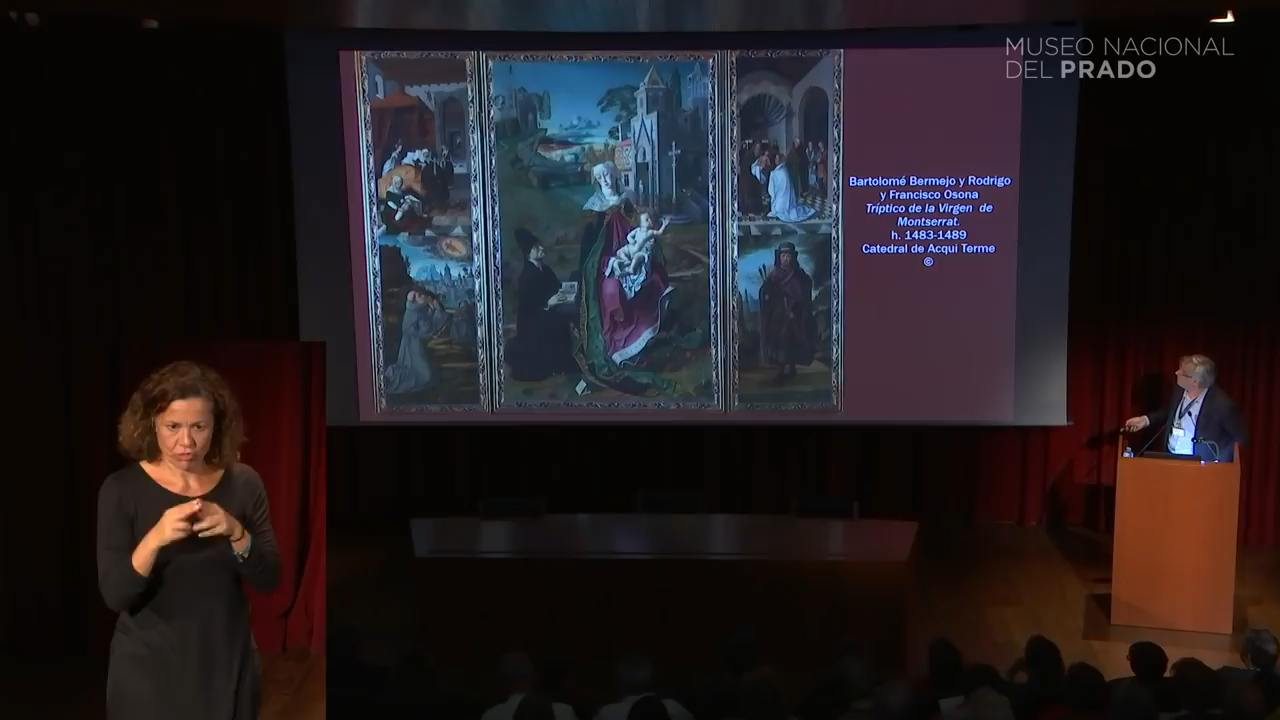 MUSEO NACIONAL
DEL PRADO
Bartolomé Bermejo y Rodrigo
y Francisco Osona
Tríptico de la Virgen de
Montserrat.
h. 1483-1489
Catedral de Acqui Terme
©